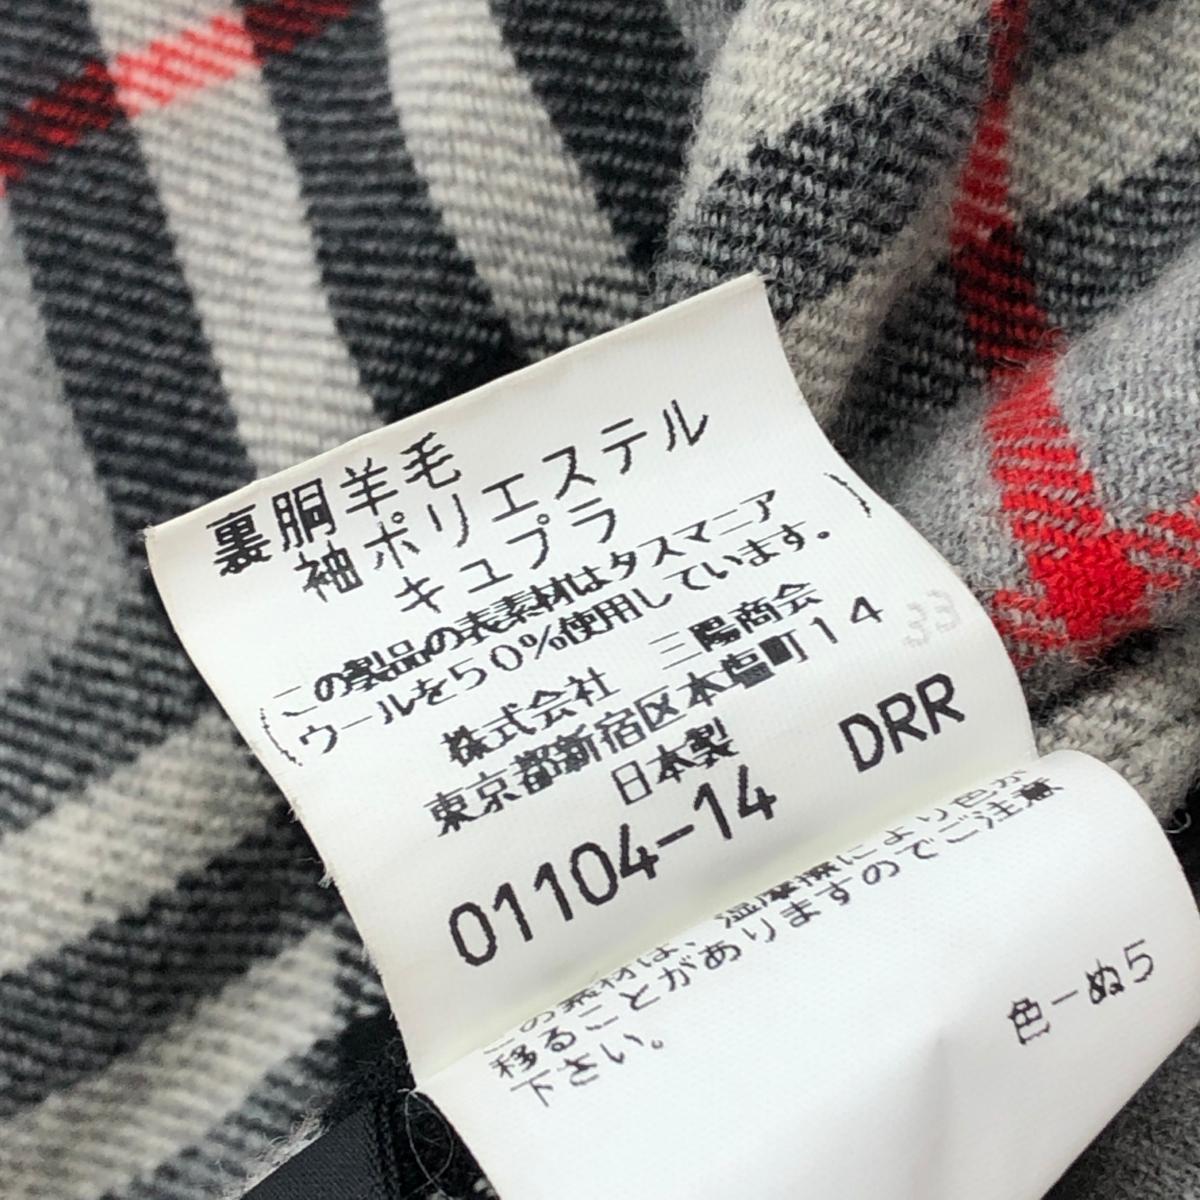 裏胴羊毛
袖ポリエステル
キュプラ
(この製品の表素材はタスマニア
ウールを50%使用しています。)
株式会社 三陽商会
東京都新宿区本塩町14
日本製
01104-14 DRR
この素材は、湿摩擦により色が
移ることがありますのでご注意
下さい。
色-ぬ5